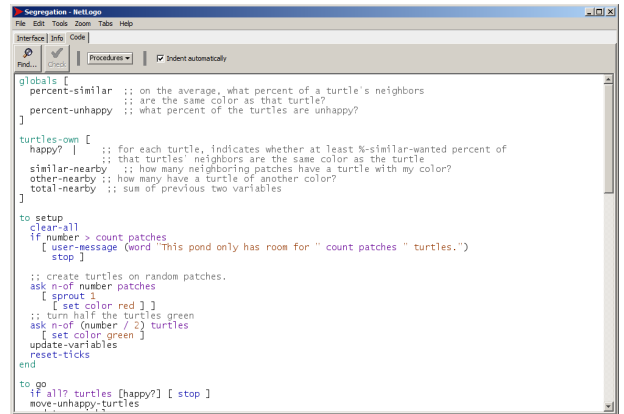 Segregation - NetLogo
File Edit Tools Zoom Tabs Help
Interface Info Code
Find... Check Procedures Indent automatically
globals [
  percent-similar  ;; on the average, what percent of a turtle's neighbors
                   ;; are the same color as that turtle?
  percent-unhappy  ;; what percent of the turtles are unhappy?
]
turtles-own [
  happy?       ;; for each turtle, indicates whether at least %-similar-wanted percent of
               ;; that turtles' neighbors are the same color as the turtle
  similar-nearby   ;; how many neighboring patches have a turtle with my color?
  other-nearby ;; how many have a turtle of another color?
  total-nearby  ;; sum of previous two variables
]
to setup
  clear-all
  if number > count patches
    [ user-message (word "This pond only has room for " count patches " turtles.")
      stop ]
  ;; create turtles on random patches.
  ask n-of number patches
    [ sprout 1
      [ set color red ] ]
  ;; turn half the turtles green
  ask n-of (number / 2) turtles
    [ set color green ]
  update-variables
  reset-ticks
end
to go
  if all? turtles [happy?] [ stop ]
  move-unhappy-turtles